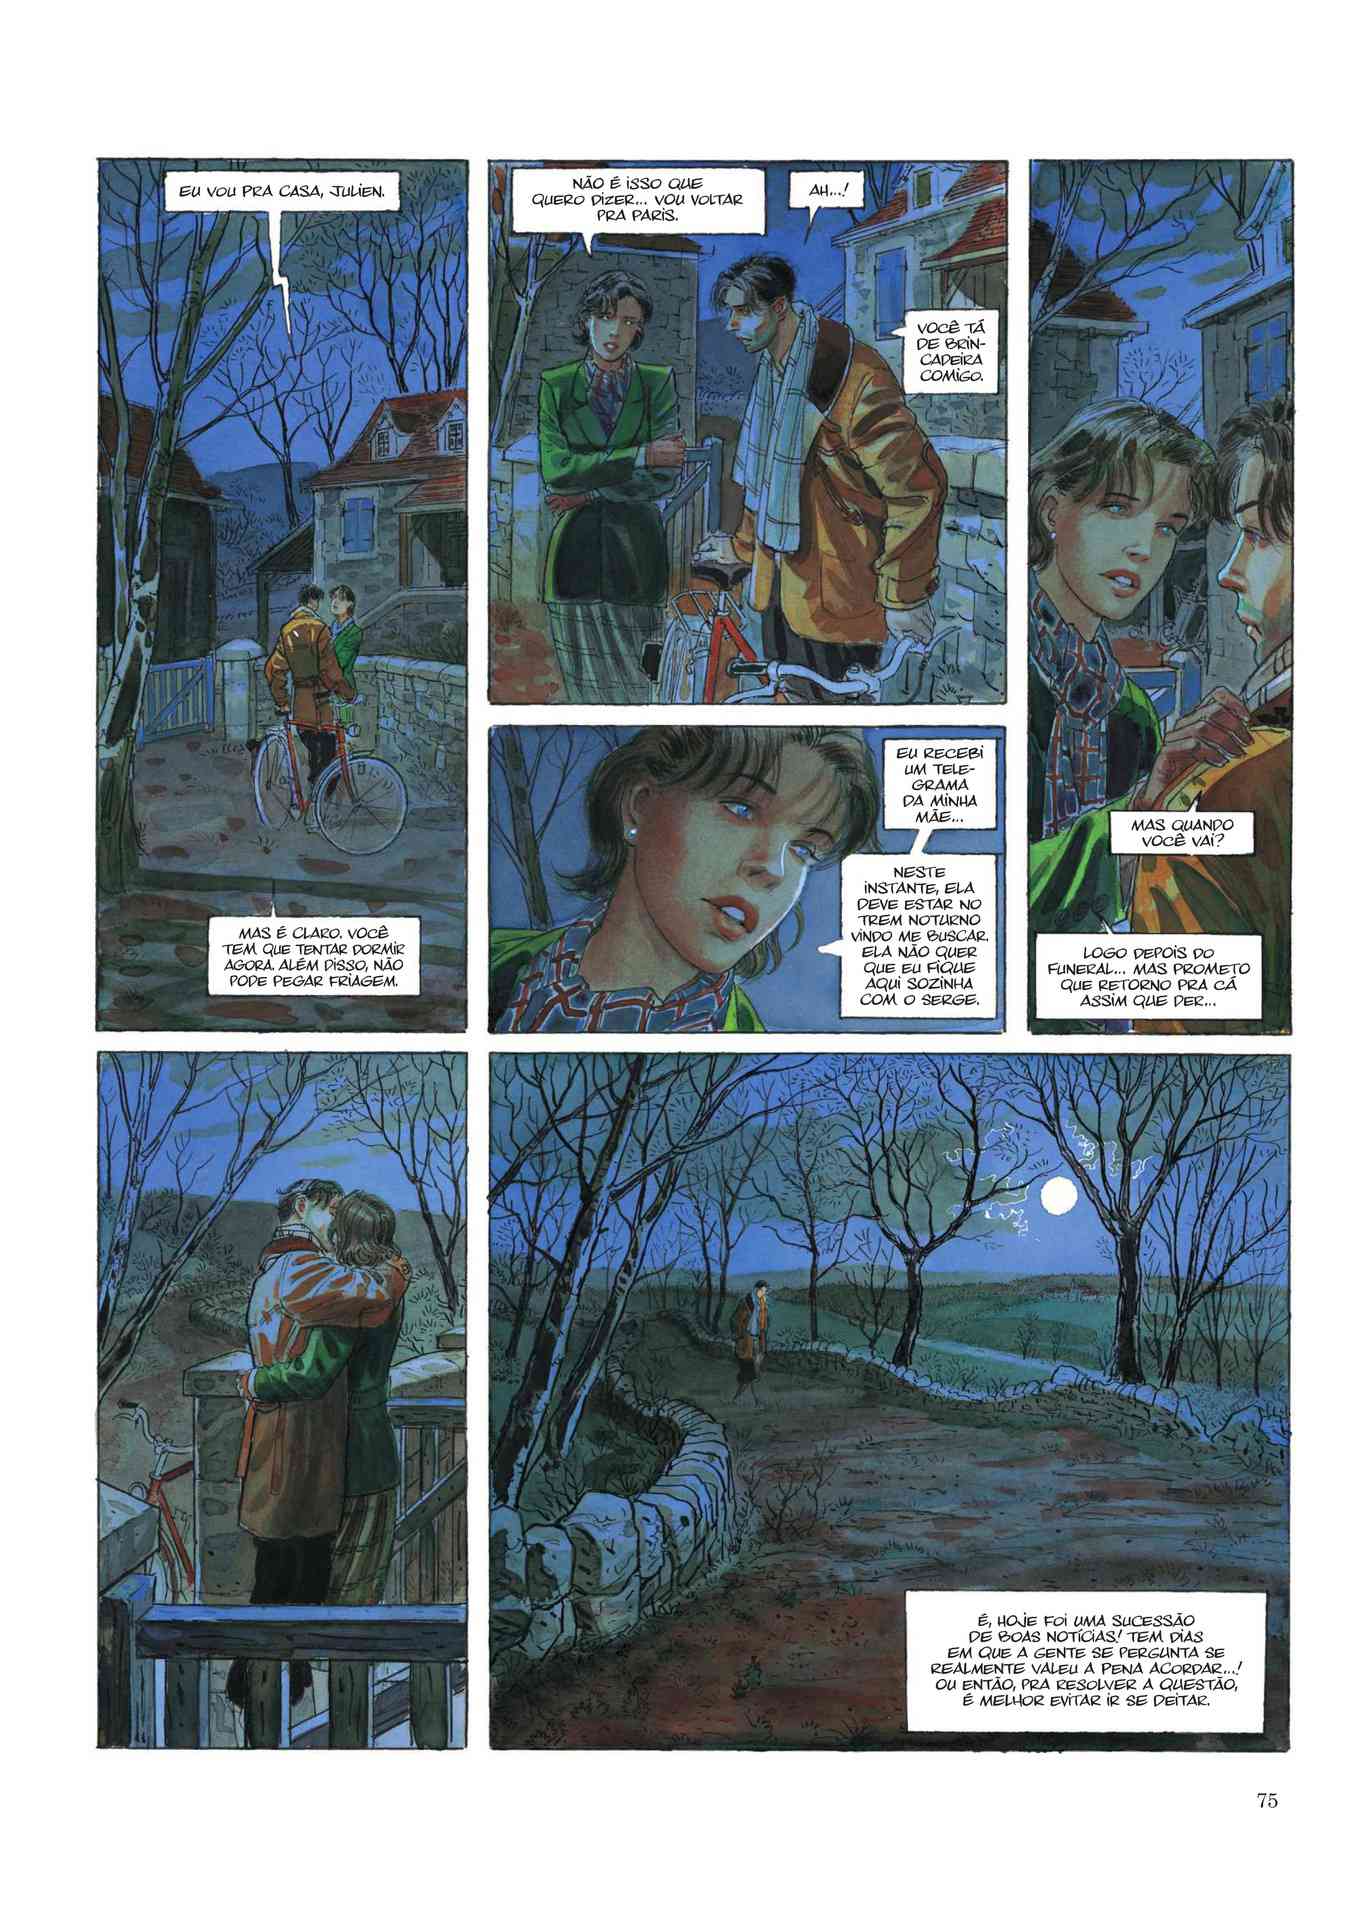 EU VOU PRA CASA, JULIEN.
MAS É CLARO. VOCÊ
TEM QUE TENTAR DORMIR
AGORA. ALÉM DISSO, NÃO
PODE PEGAR FRIAGEM.
NÃO É ISSO QUE
QUERO DIZER... VOU VOLTAR
PRA PARIS.
AH...!
VOCÊ TÁ
DE BRIN-
CADEIRA
COMIGO.
EU RECEBI
UM TELE-
GRAMA
DA MINHA
MÃE...
NESTE
INSTANTE, ELA
DEVE ESTAR NO
TREM NOTURNO
VINDO ME BUSCAR.
ELA NÃO QUER
QUE EU FIQUE
AQUI SOZINHA
COM O SERGE.
MAS QUANDO
VOCÊ VAI?
LOGO DEPOIS DO
FUNERAL... MAS PROMETO
QUE RETORNO PRA CÁ
ASSIM QUE DER...
É, HOJE FOI UMA SUCESSÃO
DE BOAS NOTÍCIAS! TEM DIAS
EM QUE A GENTE SE PERGUNTA SE
REALMENTE VALEU A PENA ACORDAR...!
OU ENTÃO, PRA RESOLVER A QUESTÃO,
É MELHOR EVITAR IR SE DEITAR.
75